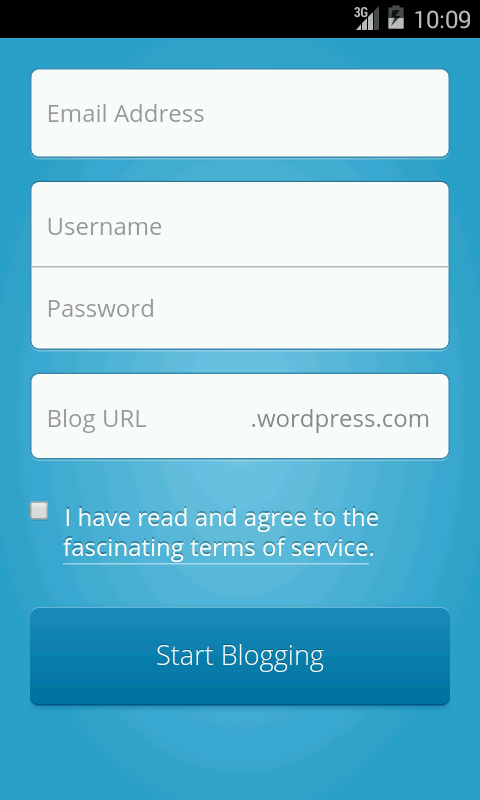 3G 10:09
Email Address
Username
Password
Blog URL .wordpress.com
I have read and agree to the
fascinating terms of service.
Start Blogging